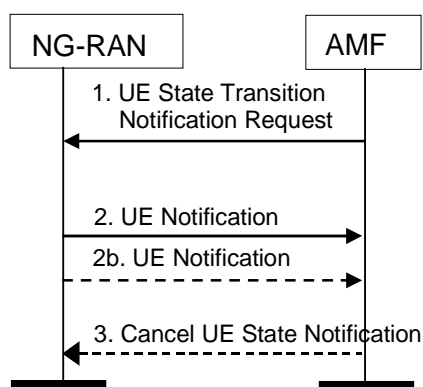 NG-RAN
AMF
1. UE State Transition
Notification Request
2. UE Notification
2b. UE Notification
3. Cancel UE State Notification